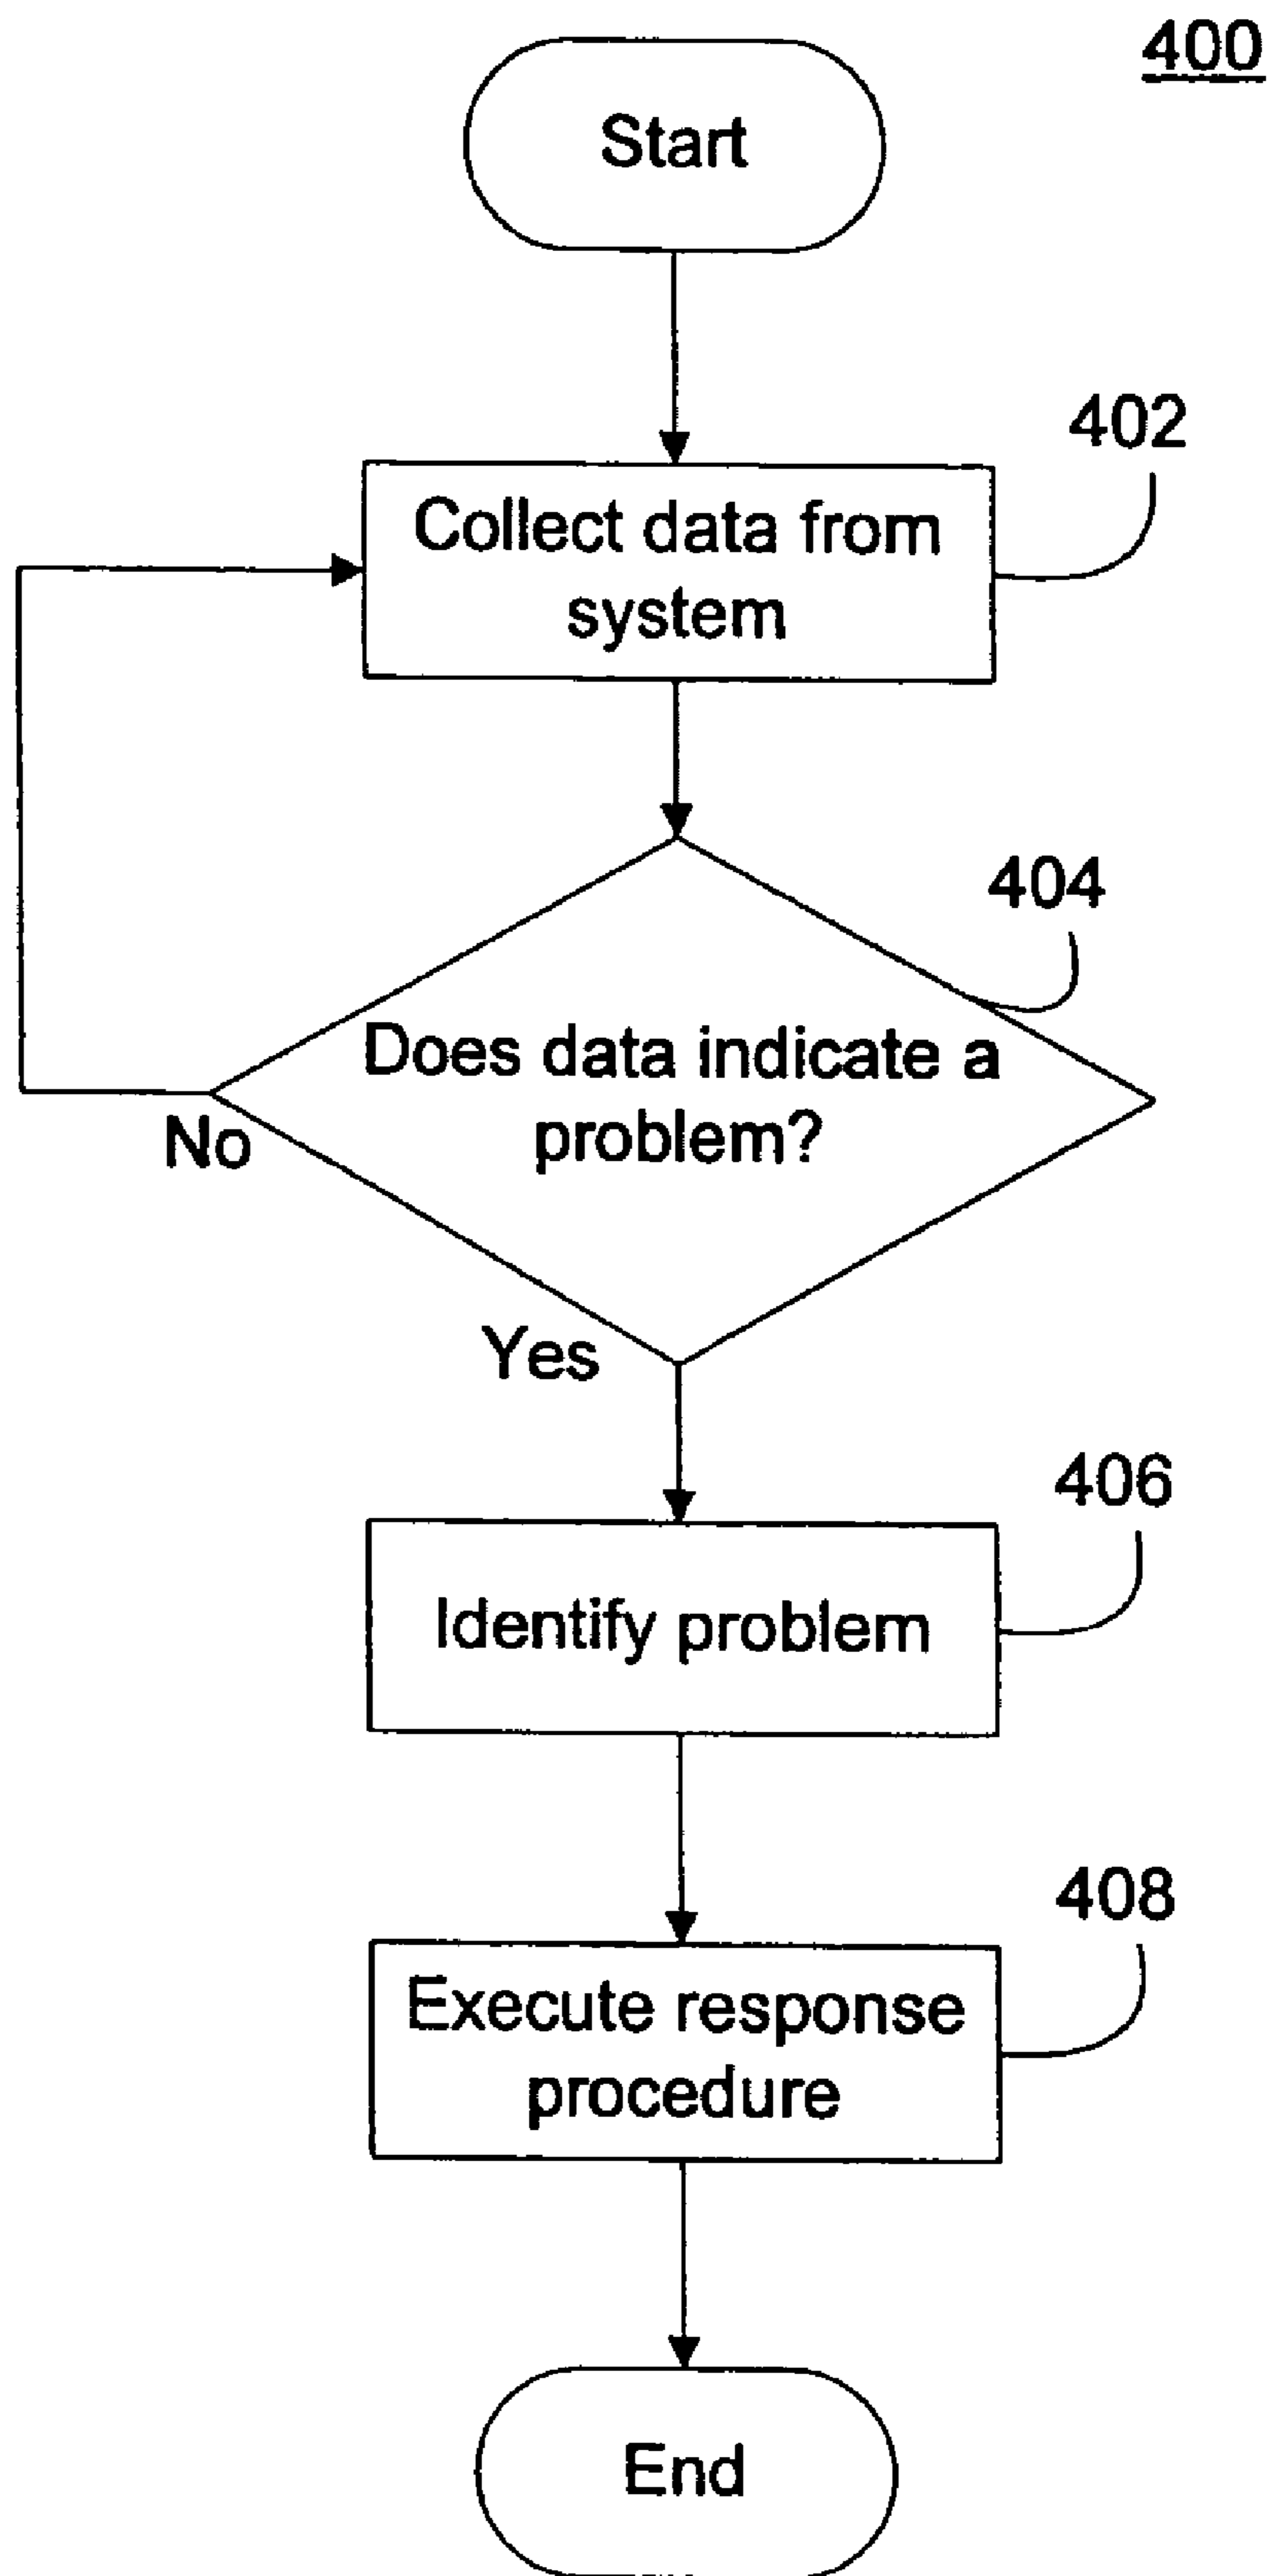 400
Start
402
Collect data from
system
404
Does data indicate a
problem?
No
Yes
406
Identify problem
408
Execute response
procedure
End